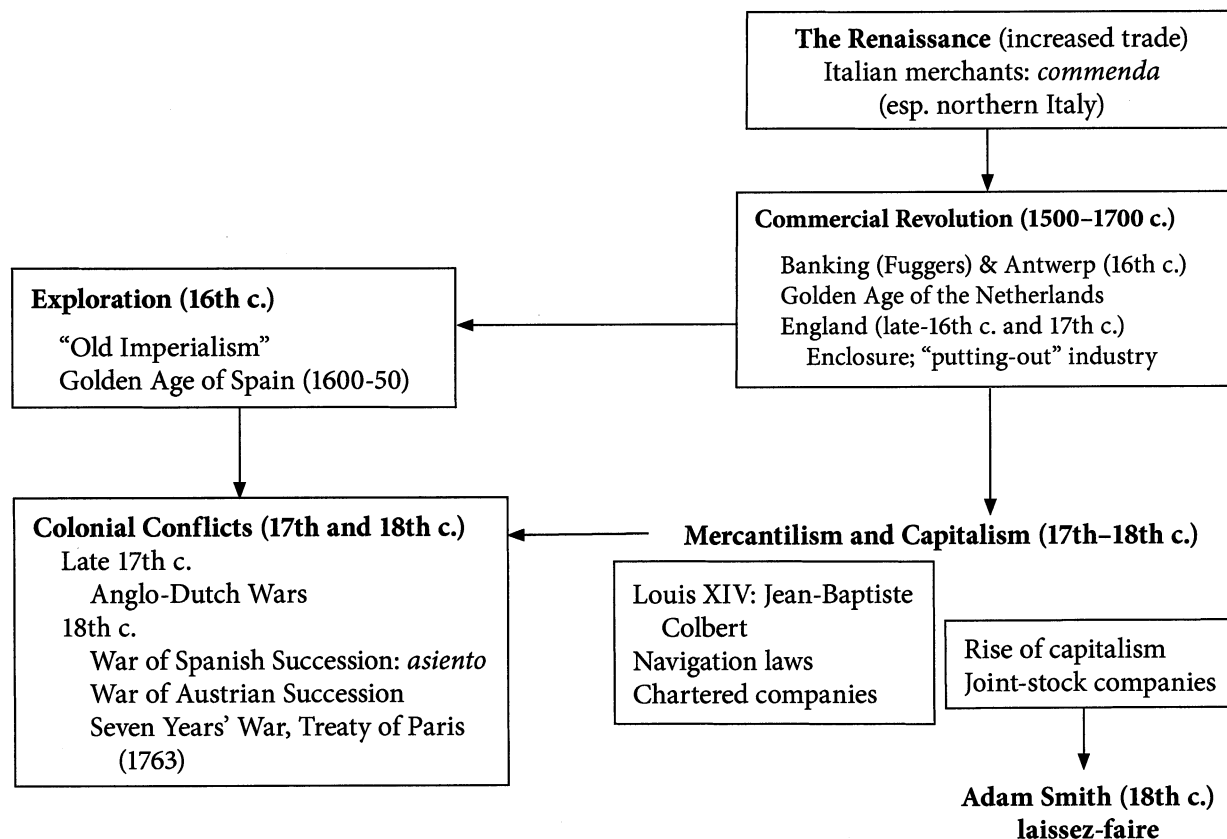 The Renaissance (increased trade)
Italian merchants: commenda
(esp. northern Italy)
Commercial Revolution (1500–1700 c.)
Banking (Fuggers) & Antwerp (16th c.)
Golden Age of the Netherlands
England (late-16th c. and 17th c.)
Enclosure; “putting-out” industry
Exploration (16th c.)
“Old Imperialism”
Golden Age of Spain (1600-50)
Colonial Conflicts (17th and 18th c.)
Late 17th c.
Anglo-Dutch Wars
18th c.
War of Spanish Succession: asiento
War of Austrian Succession
Seven Years’ War, Treaty of Paris
(1763)
Mercantilism and Capitalism (17th–18th c.)
Louis XIV: Jean-Baptiste
Colbert
Navigation laws
Chartered companies
Rise of capitalism
Joint-stock companies
Adam Smith (18th c.)
laissez-faire